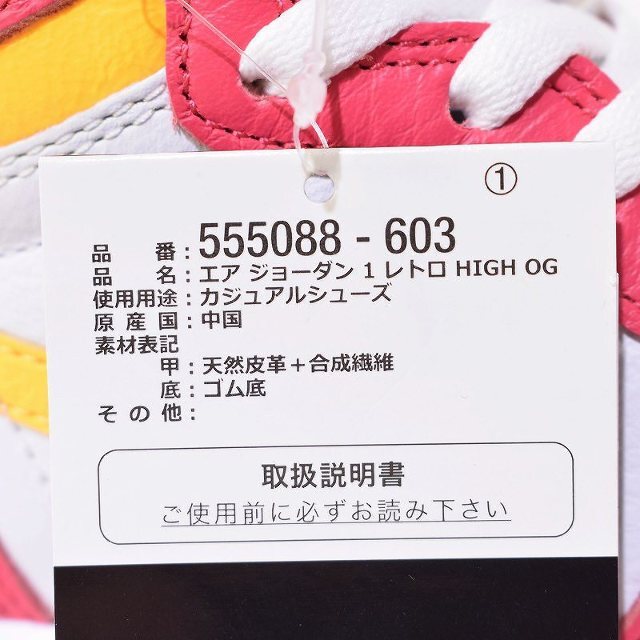 ①
品 番：555088 - 603
品 名：エア ジョーダン 1 レトロ HIGH OG
使用用途：カジュアルシューズ
原 産 国：中国
素材表記
甲：天然皮革＋合成繊維
底：ゴム底
そ の 他：
取扱説明書
ご使用前に必ずお読み下さい